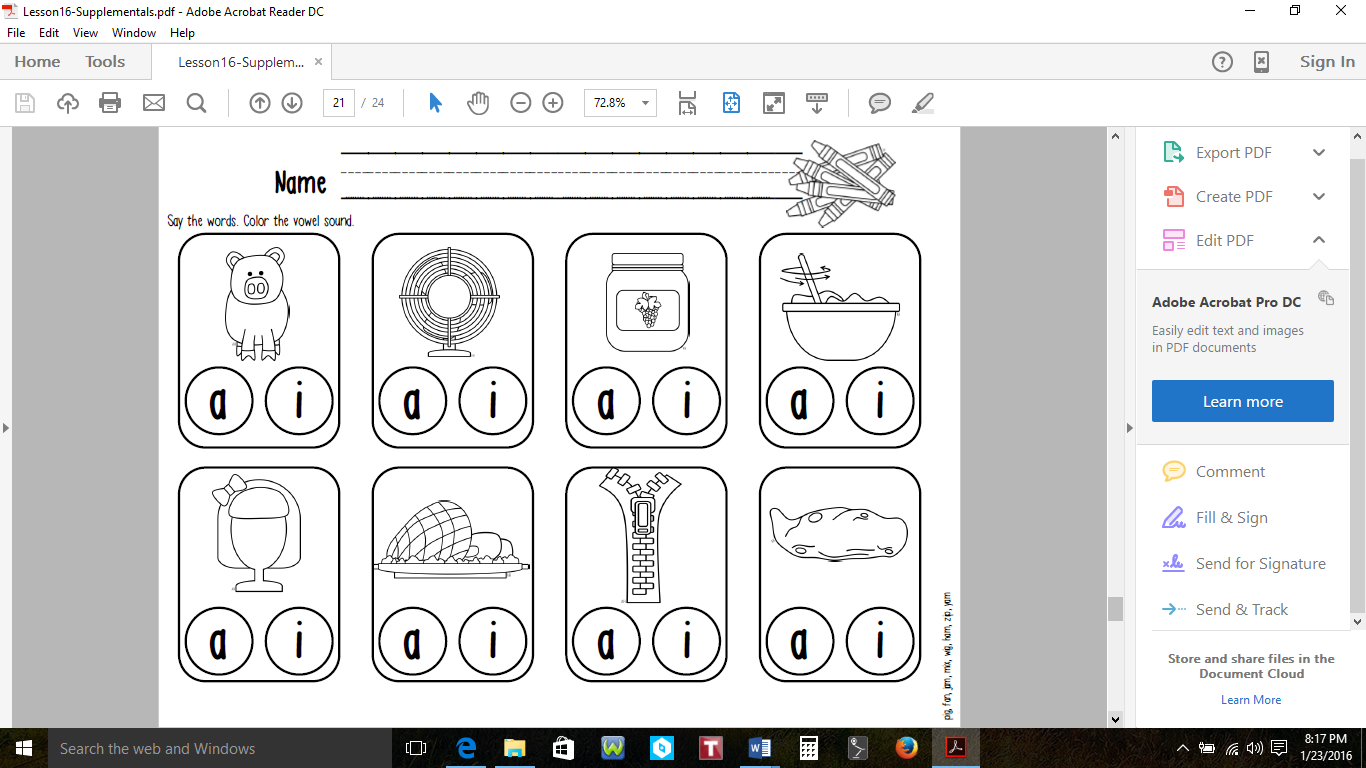 Lesson16-Supplementals.pdf - Adobe Acrobat Reader DC
File Edit View Window Help
Home Tools Lesson16-Supplem... × Sign In
21 / 24 72.8%
Name
Say the words. Color the vowel sound.
a i a i a i a i
a i a i a i a i
pig, fan, jam, mix, wig, ham, zip, yam
Export PDF
Create PDF
Edit PDF
Adobe Acrobat Pro DC
Easily edit text and images
in PDF documents
Learn more
Comment
Fill & Sign
Send for Signature
Send & Track
Store and share files in the
Document Cloud
Learn More
Search the web and Windows
8:17 PM
1/23/2016